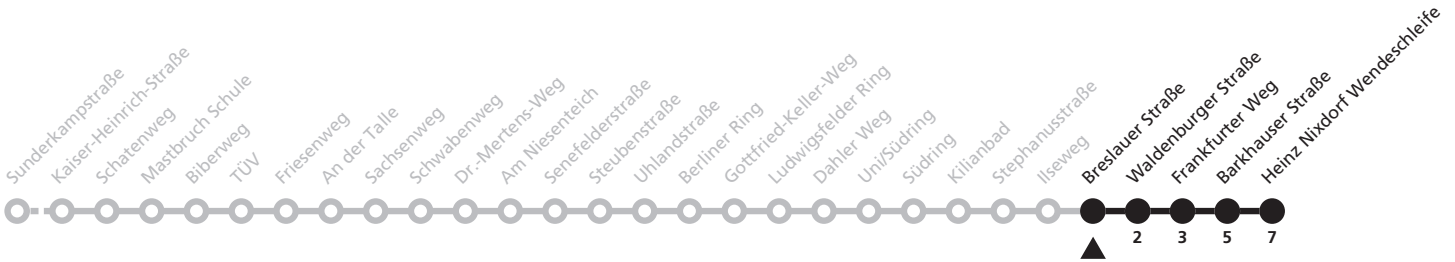 Sunderkampstraße
Kaiser-Heinrich-Straße
Schatenweg
Mastbruch Schule
Biberweg
TÜV
Friesenweg
An der Talle
Sachsenweg
Schwabenweg
Dr.-Mertens-Weg
Am Niesenteich
Senefelderstraße
Steubenstraße
Uhlandstraße
Berliner Ring
Gottfried-Keller-Weg
Ludwigsfelder Ring
Dahler Weg
Uni/Südring
Südring
Kilianbad
Stephanusstraße
Ilseweg
Breslauer Straße
Waldenburger Straße
Frankfurter Weg
Barkhauser Straße
Heinz Nixdorf Wendeschleife
2 3 5 7